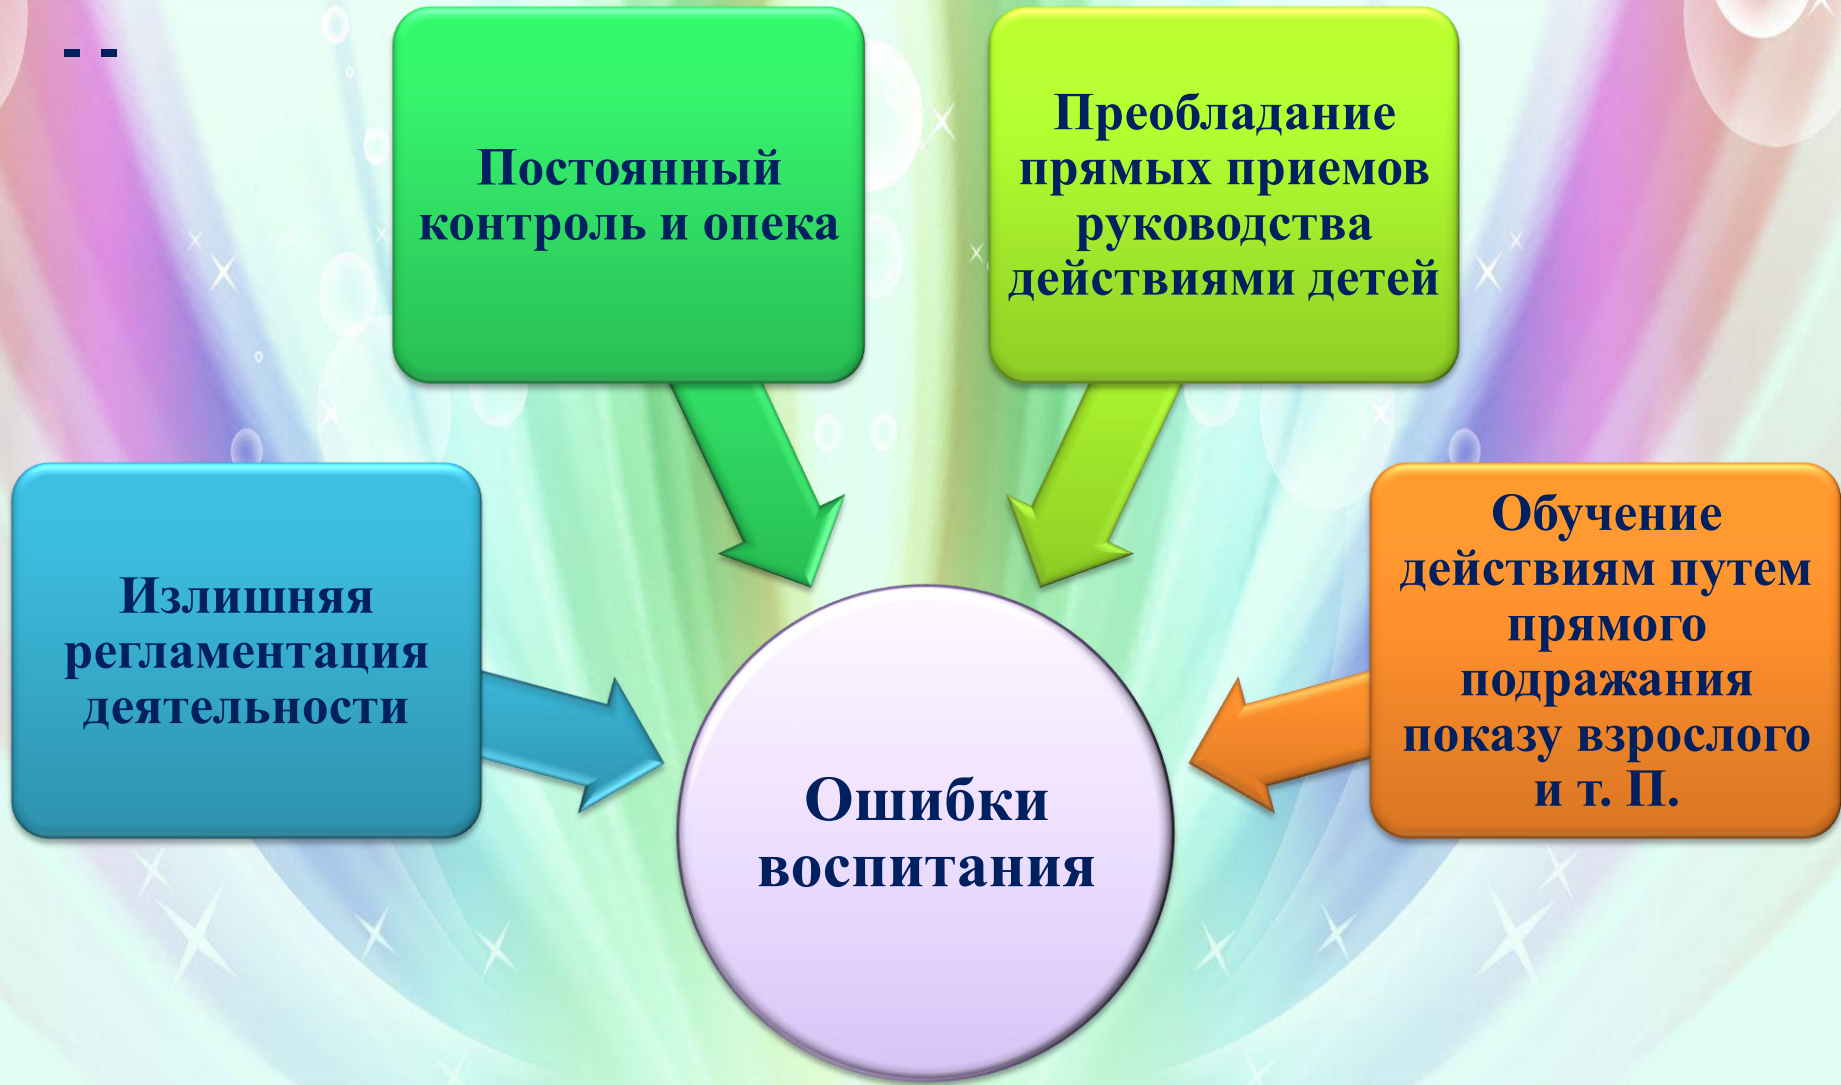 - -
Постоянный
контроль и опека
Преобладание
прямых приемов
руководства
действиями детей
Излишняя
регламентация
деятельности
Обучение
действиям путем
прямого
подражания
показу взрослого
и т. П.
Ошибки
воспитания